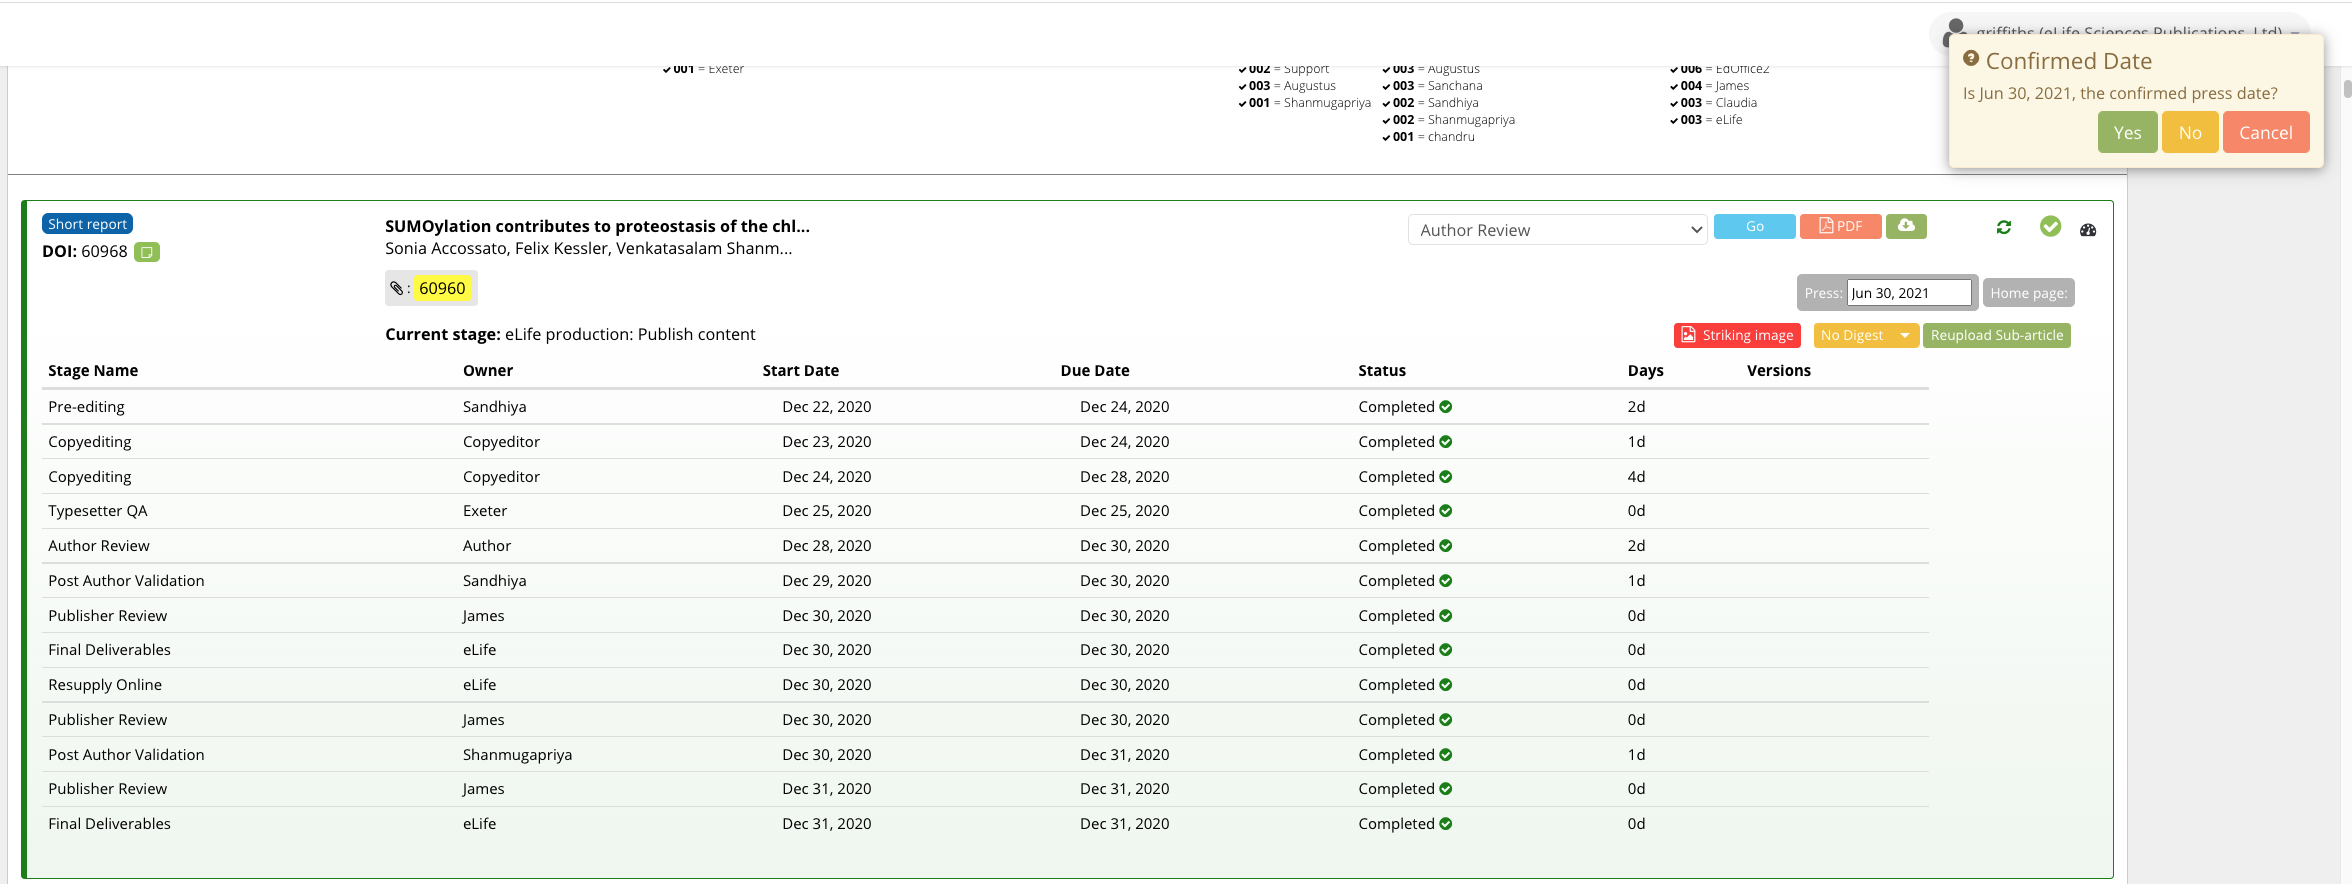 griffiths (eLife Sciences Publications, Ltd)
Confirmed Date
Is Jun 30, 2021, the confirmed press date?
Yes No Cancel
001 = Exeter
002 = Support
003 = Augustus
001 = Shanmugapriya
003 = Augustus
003 = Sanchana
002 = Sandhiya
002 = Shanmugapriya
001 = chandru
006 = EdOffice2
004 = James
003 = Claudia
003 = eLife
Short report
DOI: 60968
SUMOylation contributes to proteostasis of the chl...
Sonia Accossato, Felix Kessler, Venkatasalam Shanm...
: 60960
Current stage: eLife production: Publish content
Author Review Go PDF
Press: Jun 30, 2021 Home page:
Striking image No Digest Reupload Sub-article
Stage Name Owner Start Date Due Date Status Days Versions
Pre-editing Sandhiya Dec 22, 2020 Dec 24, 2020 Completed 2d
Copyediting Copyeditor Dec 23, 2020 Dec 24, 2020 Completed 1d
Copyediting Copyeditor Dec 24, 2020 Dec 28, 2020 Completed 4d
Typesetter QA Exeter Dec 25, 2020 Dec 25, 2020 Completed 0d
Author Review Author Dec 28, 2020 Dec 30, 2020 Completed 2d
Post Author Validation Sandhiya Dec 29, 2020 Dec 30, 2020 Completed 1d
Publisher Review James Dec 30, 2020 Dec 30, 2020 Completed 0d
Final Deliverables eLife Dec 30, 2020 Dec 30, 2020 Completed 0d
Resupply Online eLife Dec 30, 2020 Dec 30, 2020 Completed 0d
Publisher Review James Dec 30, 2020 Dec 30, 2020 Completed 0d
Post Author Validation Shanmugapriya Dec 30, 2020 Dec 31, 2020 Completed 1d
Publisher Review James Dec 31, 2020 Dec 31, 2020 Completed 0d
Final Deliverables eLife Dec 31, 2020 Dec 31, 2020 Completed 0d